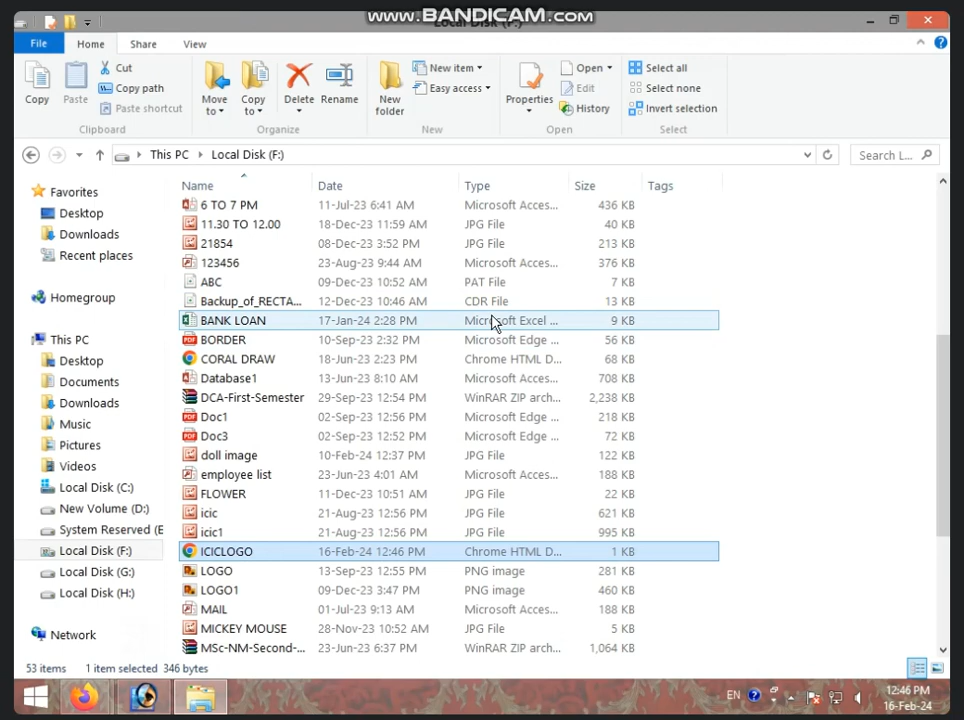 www.BANDICAM.com
Local Disk (F:)
File Home Share View
Copy
Paste
Cut
Copy path
Paste shortcut
Clipboard
Move to
Copy to
Delete
Rename
Organize
New folder
New item
Easy access
New
Properties
Open
Edit
History
Open
Select all
Select none
Invert selection
Select
This PC Local Disk (F:)
Search L...
Favorites
Desktop
Downloads
Recent places
Homegroup
This PC
Desktop
Documents
Downloads
Music
Pictures
Videos
Local Disk (C:)
New Volume (D:)
System Reserved (E
Local Disk (F:)
Local Disk (G:)
Local Disk (H:)
Network
Name Date Type Size Tags
6 TO 7 PM 11-Jul-23 6:41 AM Microsoft Acces... 436 KB
11.30 TO 12.00 18-Dec-23 11:59 AM JPG File 40 KB
21854 08-Dec-23 3:52 PM JPG File 213 KB
123456 23-Aug-23 9:44 AM Microsoft Acces... 376 KB
ABC 09-Dec-23 10:52 AM PAT File 7 KB
Backup_of_RECTA... 12-Dec-23 10:46 AM CDR File 13 KB
BANK LOAN 17-Jan-24 2:28 PM Microsoft Excel ... 9 KB
BORDER 10-Sep-23 2:32 PM Microsoft Edge ... 56 KB
CORAL DRAW 18-Jun-23 2:23 PM Chrome HTML D... 68 KB
Database1 13-Jun-23 8:10 AM Microsoft Acces... 708 KB
DCA-First-Semester 29-Sep-23 12:54 PM WinRAR ZIP arch... 2,238 KB
Doc1 02-Sep-23 12:56 PM Microsoft Edge ... 218 KB
Doc3 02-Sep-23 12:52 PM Microsoft Edge ... 72 KB
doll image 10-Feb-24 12:37 PM JPG File 122 KB
employee list 23-Jun-23 4:01 AM Microsoft Acces... 188 KB
FLOWER 11-Dec-23 10:51 AM JPG File 22 KB
icic 21-Aug-23 12:56 PM JPG File 621 KB
icic1 21-Aug-23 12:56 PM JPG File 995 KB
ICICLOGO 16-Feb-24 12:46 PM Chrome HTML D... 1 KB
LOGO 13-Sep-23 12:55 PM PNG image 281 KB
LOGO1 09-Dec-23 3:47 PM PNG image 460 KB
MAIL 01-Jul-23 9:13 AM Microsoft Acces... 188 KB
MICKEY MOUSE 28-Nov-23 10:52 AM JPG File 5 KB
MSc-NM-Second-... 23-Jun-23 6:37 PM WinRAR ZIP arch... 1,064 KB
53 items 1 item selected 346 bytes
EN
12:46 PM
16-Feb-24